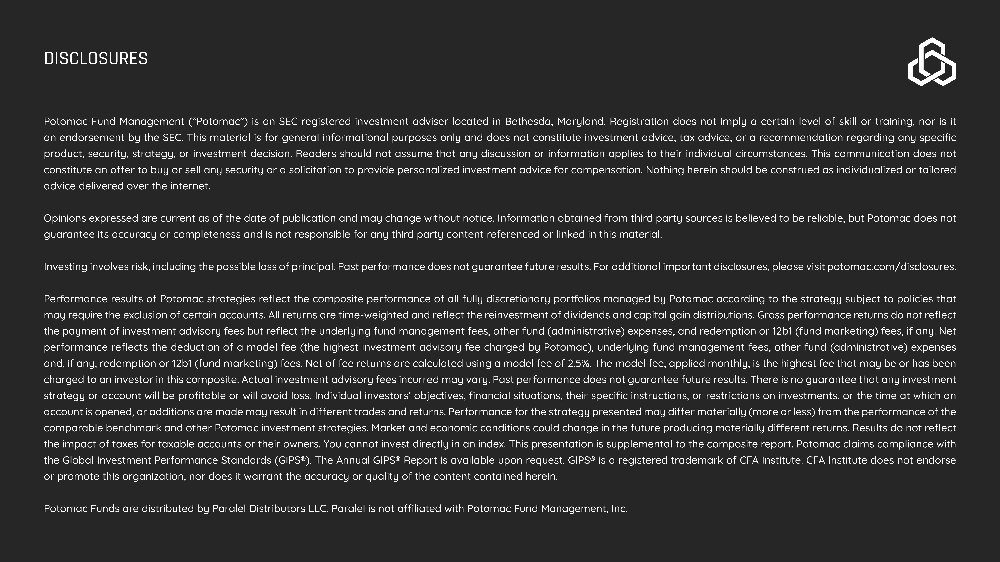 DISCLOSURES
Potomac Fund Management (“Potomac”) is an SEC registered investment adviser located in Bethesda, Maryland. Registration does not imply a certain level of skill or training, nor is it
an endorsement by the SEC. This material is for general informational purposes only and does not constitute investment advice, tax advice, or a recommendation regarding any specific
product, security, strategy, or investment decision. Readers should not assume that any discussion or information applies to their individual circumstances. This communication does not
constitute an offer to buy or sell any security or a solicitation to provide personalized investment advice for compensation. Nothing herein should be construed as individualized or tailored
advice delivered over the internet.
Opinions expressed are current as of the date of publication and may change without notice. Information obtained from third party sources is believed to be reliable, but Potomac does not
guarantee its accuracy or completeness and is not responsible for any third party content referenced or linked in this material.
Investing involves risk, including the possible loss of principal. Past performance does not guarantee future results. For additional important disclosures, please visit potomac.com/disclosures.
Performance results of Potomac strategies reflect the composite performance of all fully discretionary portfolios managed by Potomac according to the strategy subject to policies that
may require the exclusion of certain accounts. All returns are time-weighted and reflect the reinvestment of dividends and capital gain distributions. Gross performance returns do not reflect
the payment of investment advisory fees but reflect the underlying fund management fees, other fund (administrative) expenses, and redemption or 12b1 (fund marketing) fees, if any. Net
performance reflects the deduction of a model fee (the highest investment advisory fee charged by Potomac), underlying fund management fees, other fund (administrative) expenses
and, if any, redemption or 12b1 (fund marketing) fees. Net of fee returns are calculated using a model fee of 2.5%. The model fee, applied monthly, is the highest fee that may be or has been
charged to an investor in this composite. Actual investment advisory fees incurred may vary. Past performance does not guarantee future results. There is no guarantee that any investment
strategy or account will be profitable or will avoid loss. Individual investors’ objectives, financial situations, their specific instructions, or restrictions on investments, or the time at which an
account is opened, or additions are made may result in different trades and returns. Performance for the strategy presented may differ materially (more or less) from the performance of the
comparable benchmark and other Potomac investment strategies. Market and economic conditions could change in the future producing materially different returns. Results do not reflect
the impact of taxes for taxable accounts or their owners. You cannot invest directly in an index. This presentation is supplemental to the composite report. Potomac claims compliance with
the Global Investment Performance Standards (GIPS®). The Annual GIPS® Report is available upon request. GIPS® is a registered trademark of CFA Institute. CFA Institute does not endorse
or promote this organization, nor does it warrant the accuracy or quality of the content contained herein.
Potomac Funds are distributed by Paralel Distributors LLC. Paralel is not affiliated with Potomac Fund Management, Inc.